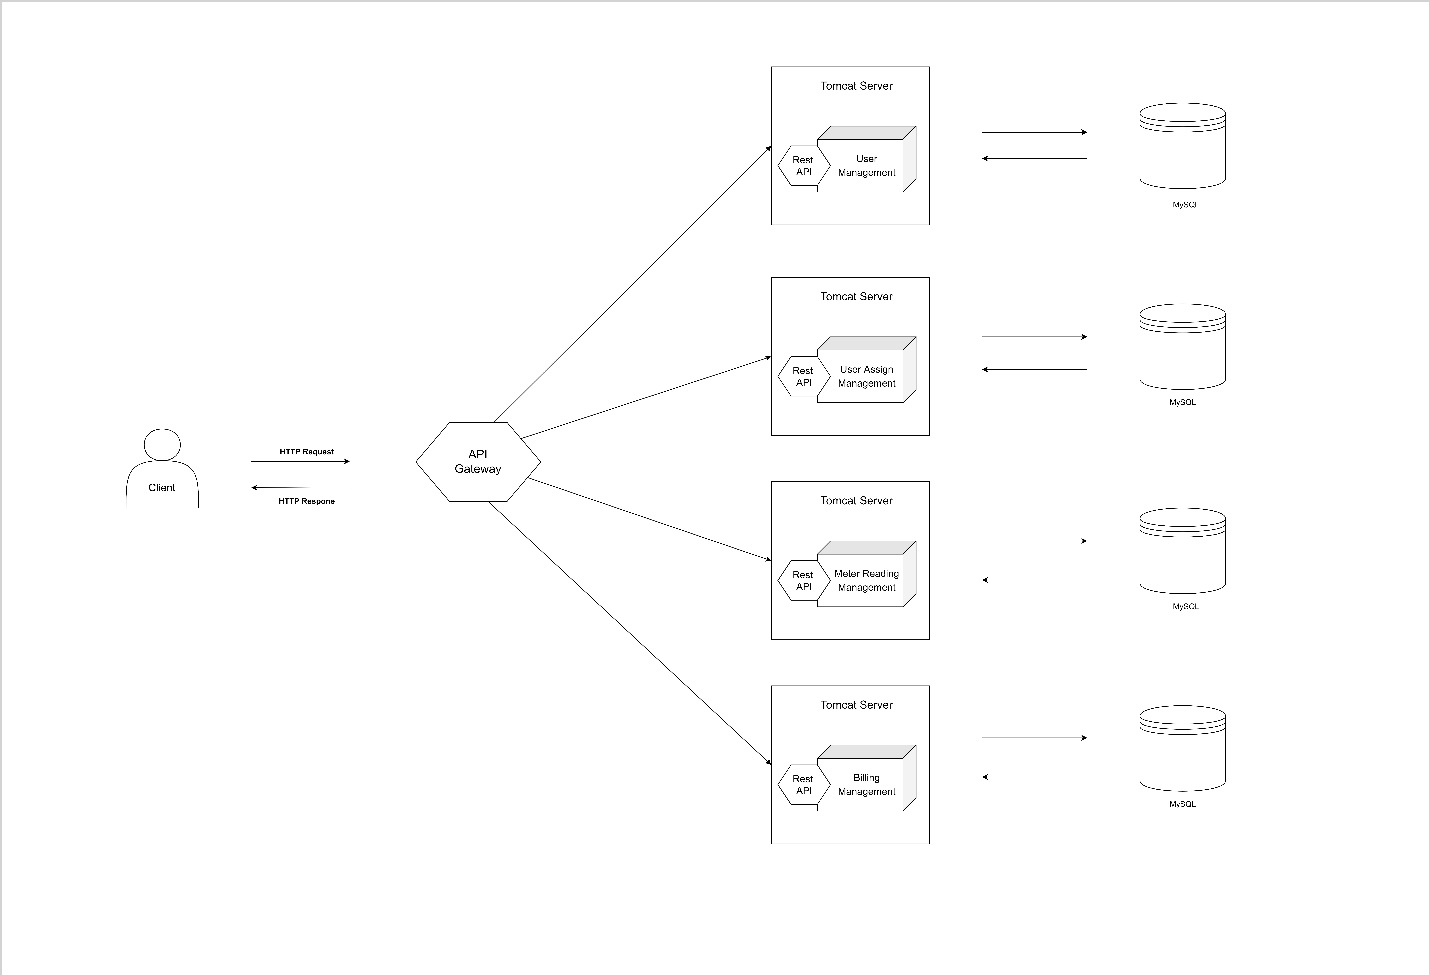 Tomcat Server
Rest
API
User
Management
MySQL
Tomcat Server
Rest
API
User Assign
Management
MySQL
HTTP Request
Client
HTTP Respone
API
Gateway
Tomcat Server
Rest
API
Meter Reading
Management
MySQL
Tomcat Server
Rest
API
Billing
Management
MySQL